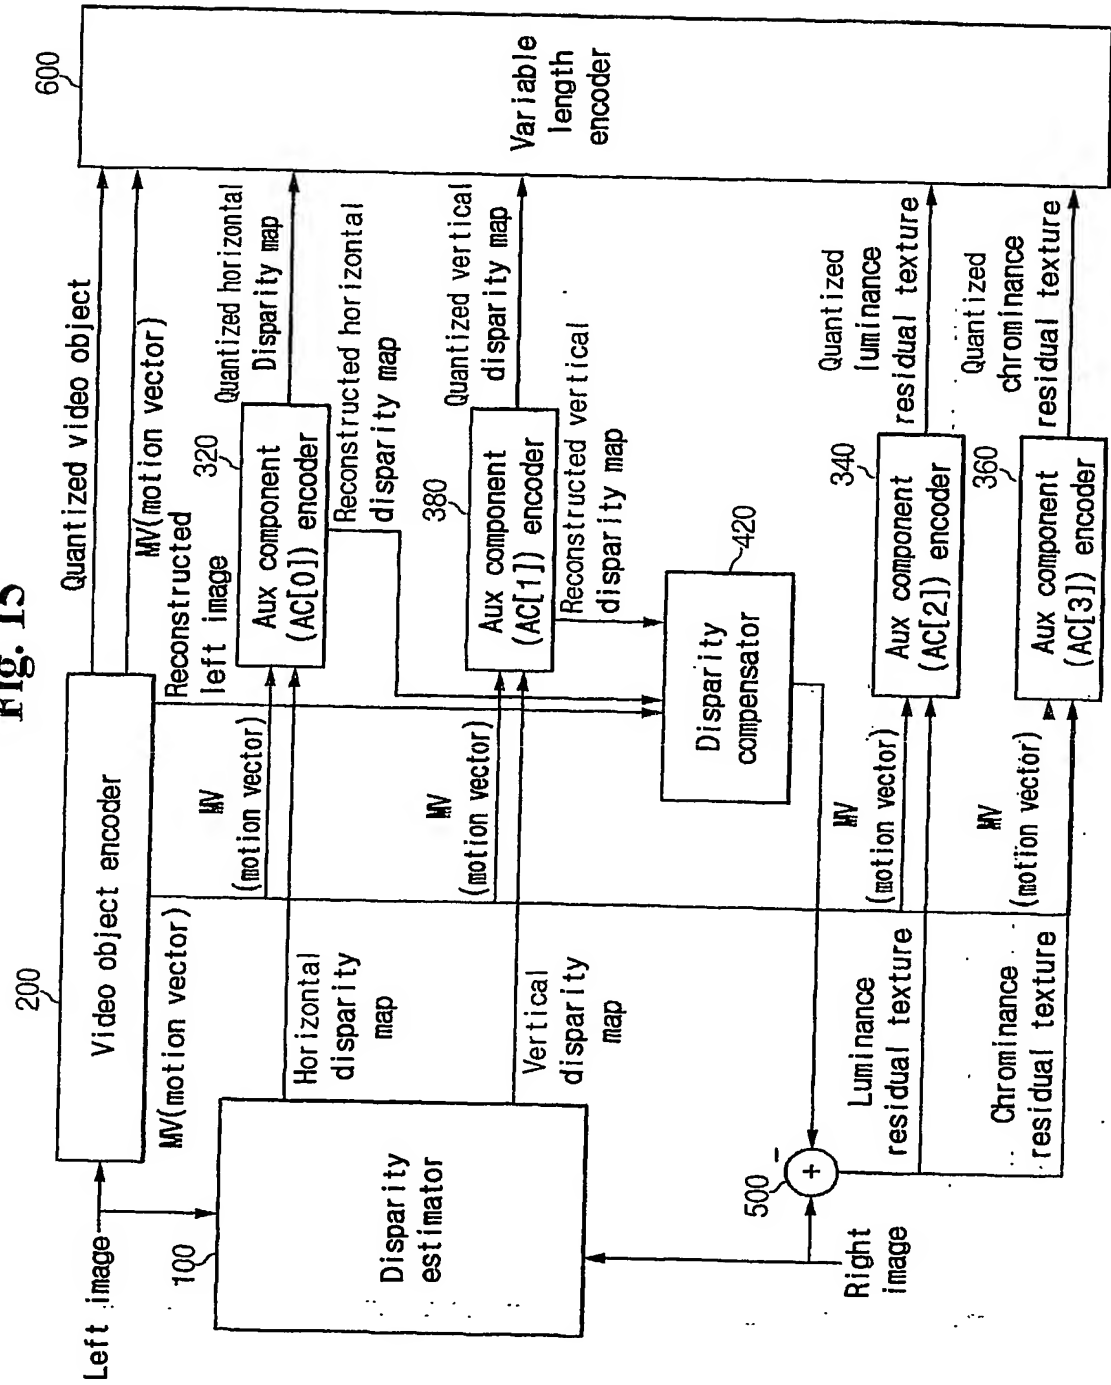 Fig. 15
Left image
200
Video object encoder
Quantized video object
MV(motion vector)
600
Variable
length
encoder
MV(motion vector)
Reconstructed
left image
100
Disparity
estimator
Horizontal
disparity
map
MV
(motion vector)
320
Aux component
(AC[0]) encoder
Quantized horizontal
Disparity map
Reconstructed horizontal
disparity map
Vertical
disparity
map
MV
(motion vector)
380
Aux component
(AC[1]) encoder
Quantized vertical
disparity map
Reconstructed vertical
disparity map
Disparity
compensator
420
Right
image
500
+
-
Luminance
residual texture
MV
(motion vector)
340
Aux component
(AC[2]) encoder
Quantized
luminance
residual texture
Chrominance
residual texture
MV
(motion vector)
360
Aux component
(AC[3]) encoder
Quantized
chrominance
residual texture